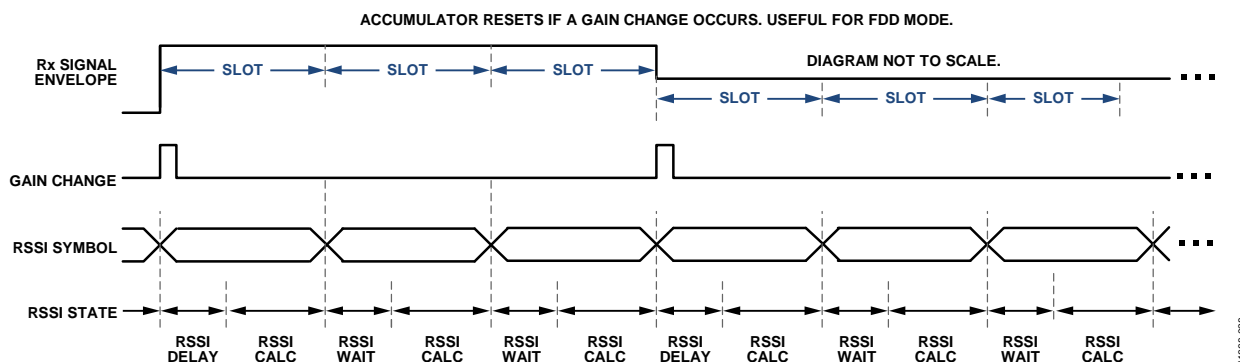 ACCUMULATOR RESETS IF A GAIN CHANGE OCCURS. USEFUL FOR FDD MODE.
Rx SIGNAL
ENVELOPE
SLOT SLOT SLOT
DIAGRAM NOT TO SCALE.
SLOT SLOT SLOT
GAIN CHANGE
RSSI SYMBOL
RSSI STATE
RSSI DELAY
RSSI CALC
RSSI WAIT
RSSI CALC
RSSI WAIT
RSSI CALC
RSSI DELAY
RSSI CALC
RSSI WAIT
RSSI CALC
RSSI WAIT
RSSI CALC